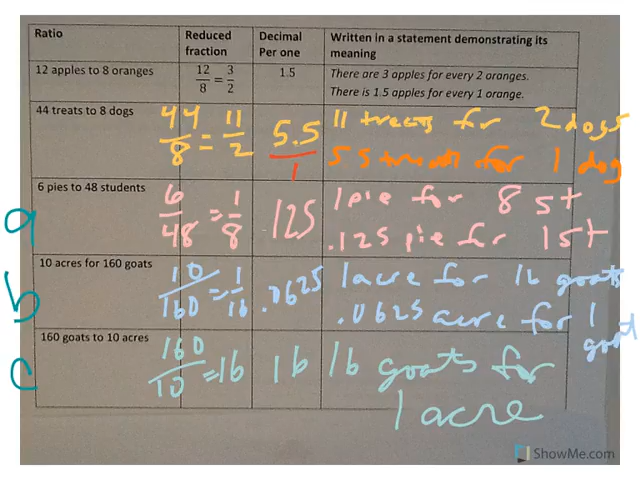 Ratio Reduced fraction Decimal Per one Written in a statement demonstrating its meaning
12 apples to 8 oranges 12/8 = 3/2 1.5 There are 3 apples for every 2 oranges.
There is 1.5 apples for every 1 orange.
44 treats to 8 dogs 44/8 = 11/2 5.5/1 11 treats for 2 dogs
5 5 treats for 1 dog
a 6 pies to 48 students 6/48 = 1/8 .125 1 pie for 8 st
.125 pie for 1 st
b 10 acres for 160 goats 10/160 = 1/16 .0625 1 acre for 16 goats
.0625 acre for 1 goat
c 160 goats to 10 acres 160/10 = 16 16 16 goats for
1 acre
ShowMe.com